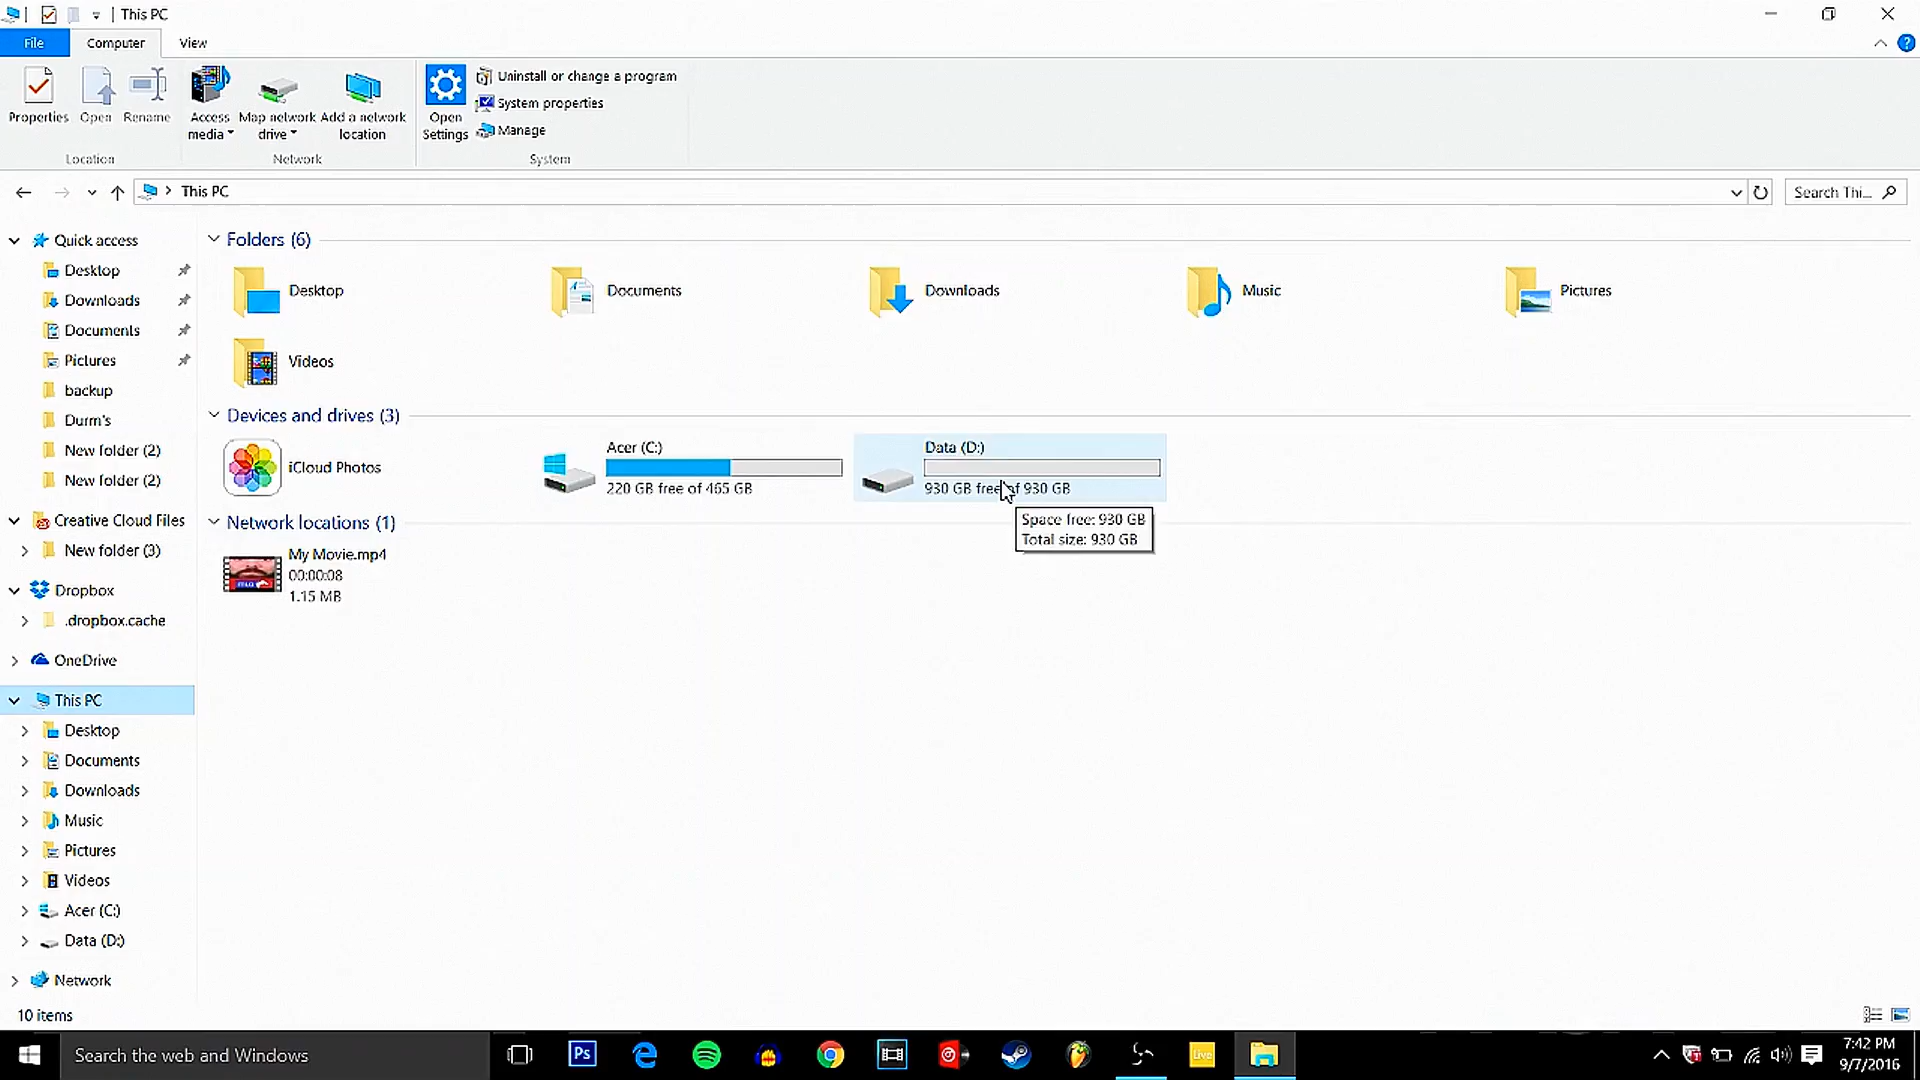 This PC
File
Computer
View
Properties
Open
Rename
Access
media
Map network
drive
Add a network
location
Open
Settings
Uninstall or change a program
System properties
Manage
Location
Network
System
This PC
Search Thi...
Quick access
Desktop
Downloads
Documents
Pictures
backup
Durm's
New folder (2)
New folder (2)
Creative Cloud Files
New folder (3)
Dropbox
.dropbox.cache
OneDrive
This PC
Desktop
Documents
Downloads
Music
Pictures
Videos
Acer (C:)
Data (D:)
Network
10 items
Folders (6)
Desktop
Documents
Downloads
Music
Pictures
Videos
Devices and drives (3)
iCloud Photos
Acer (C:)
220 GB free of 465 GB
Data (D:)
930 GB free of 930 GB
Space free: 930 GB
Total size: 930 GB
Network locations (1)
My Movie.mp4
00:00:08
1.15 MB
Search the web and Windows
Ps
Live
7:42 PM
9/7/2016